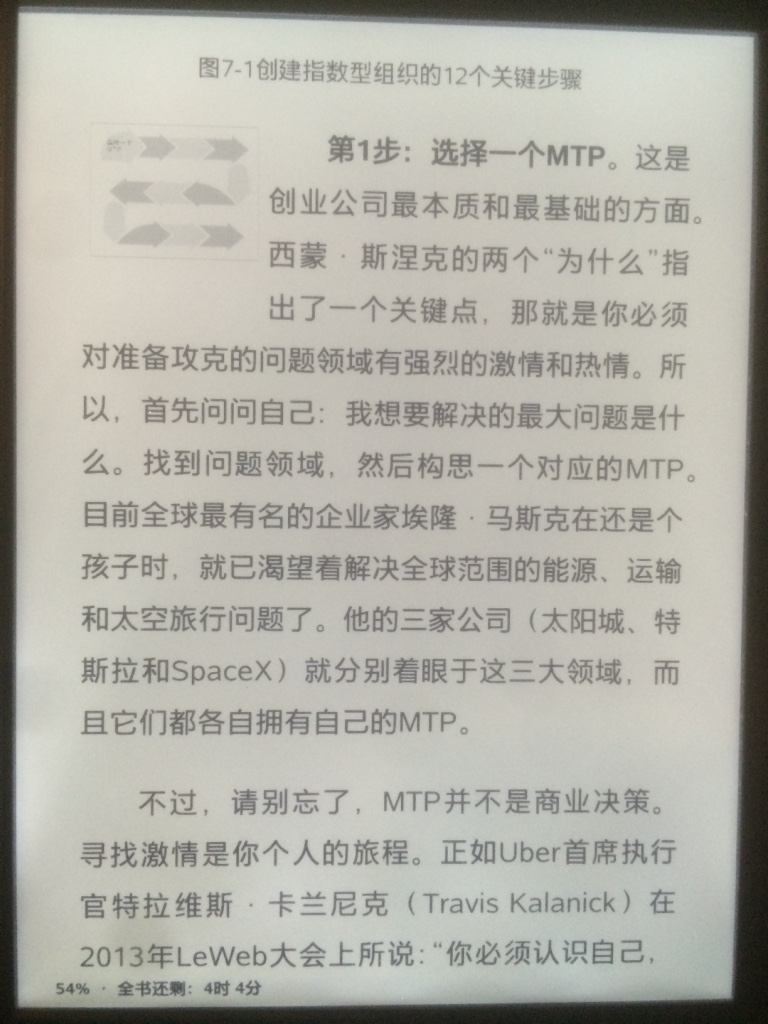 图7-1创建指数型组织的12个关键步骤
第1步：选择一个MTP。这是
创业公司最本质和最基础的方面。
西蒙·斯涅克的两个“为什么”指
出了一个关键点，那就是你必须
对准备攻克的问题领域有强烈的激情和热情。所
以，首先问问自己：我想要解决的最大问题是什
么。找到问题领域，然后构思一个对应的MTP。
目前全球最有名的企业家埃隆·马斯克在还是个
孩子时，就已渴望着解决全球范围的能源、运输
和太空旅行问题了。他的三家公司（太阳城、特
斯拉和SpaceX）就分别着眼于这三大领域，而
且它们都各自拥有自己的MTP。
不过，请别忘了，MTP并不是商业决策。
寻找激情是你个人的旅程。正如Uber首席执行
官特拉维斯·卡兰尼克（Travis Kalanick）在
2013年LeWeb大会上所说：“你必须认识自己，
54% · 全书还剩：4时 4分